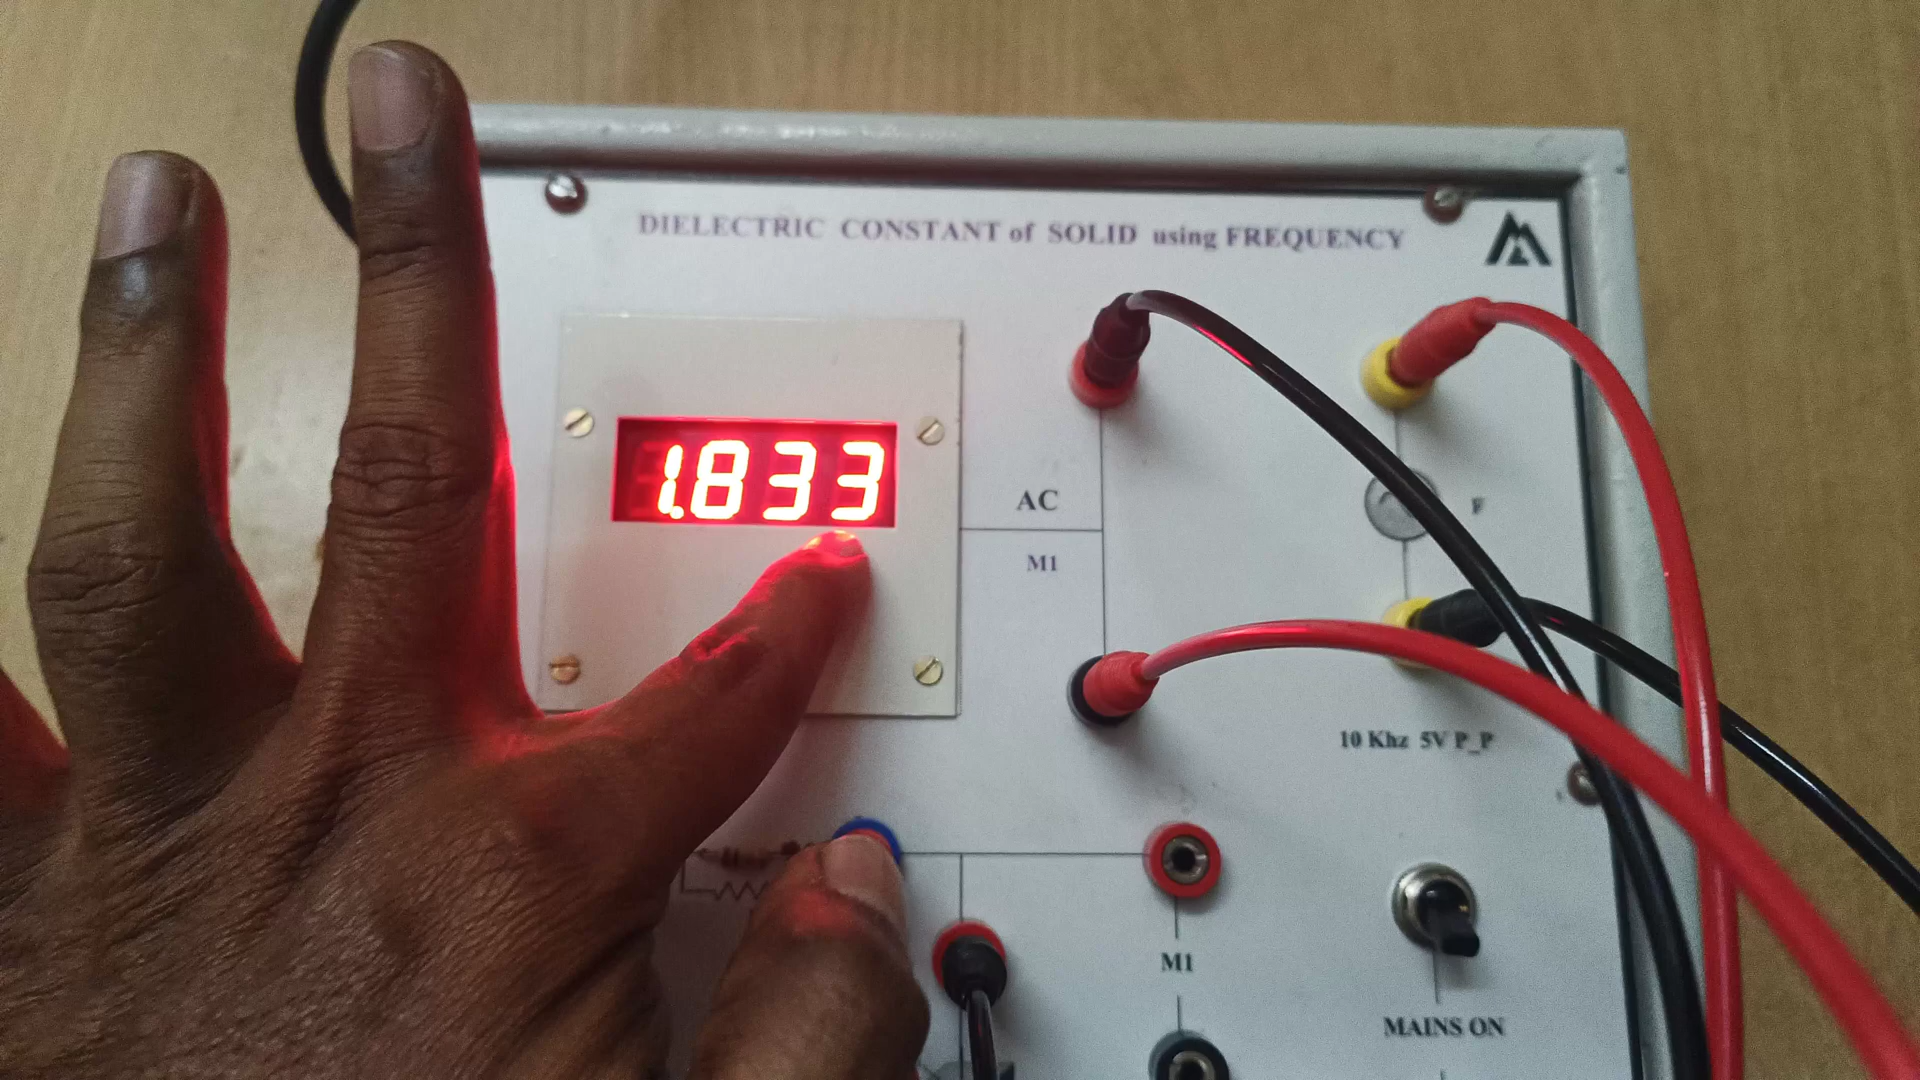 DIELECTRIC CONSTANT of SOLID using FREQUENCY
1.833
AC
F
M1
10 Khz 5V P_P
M1
MAINS ON